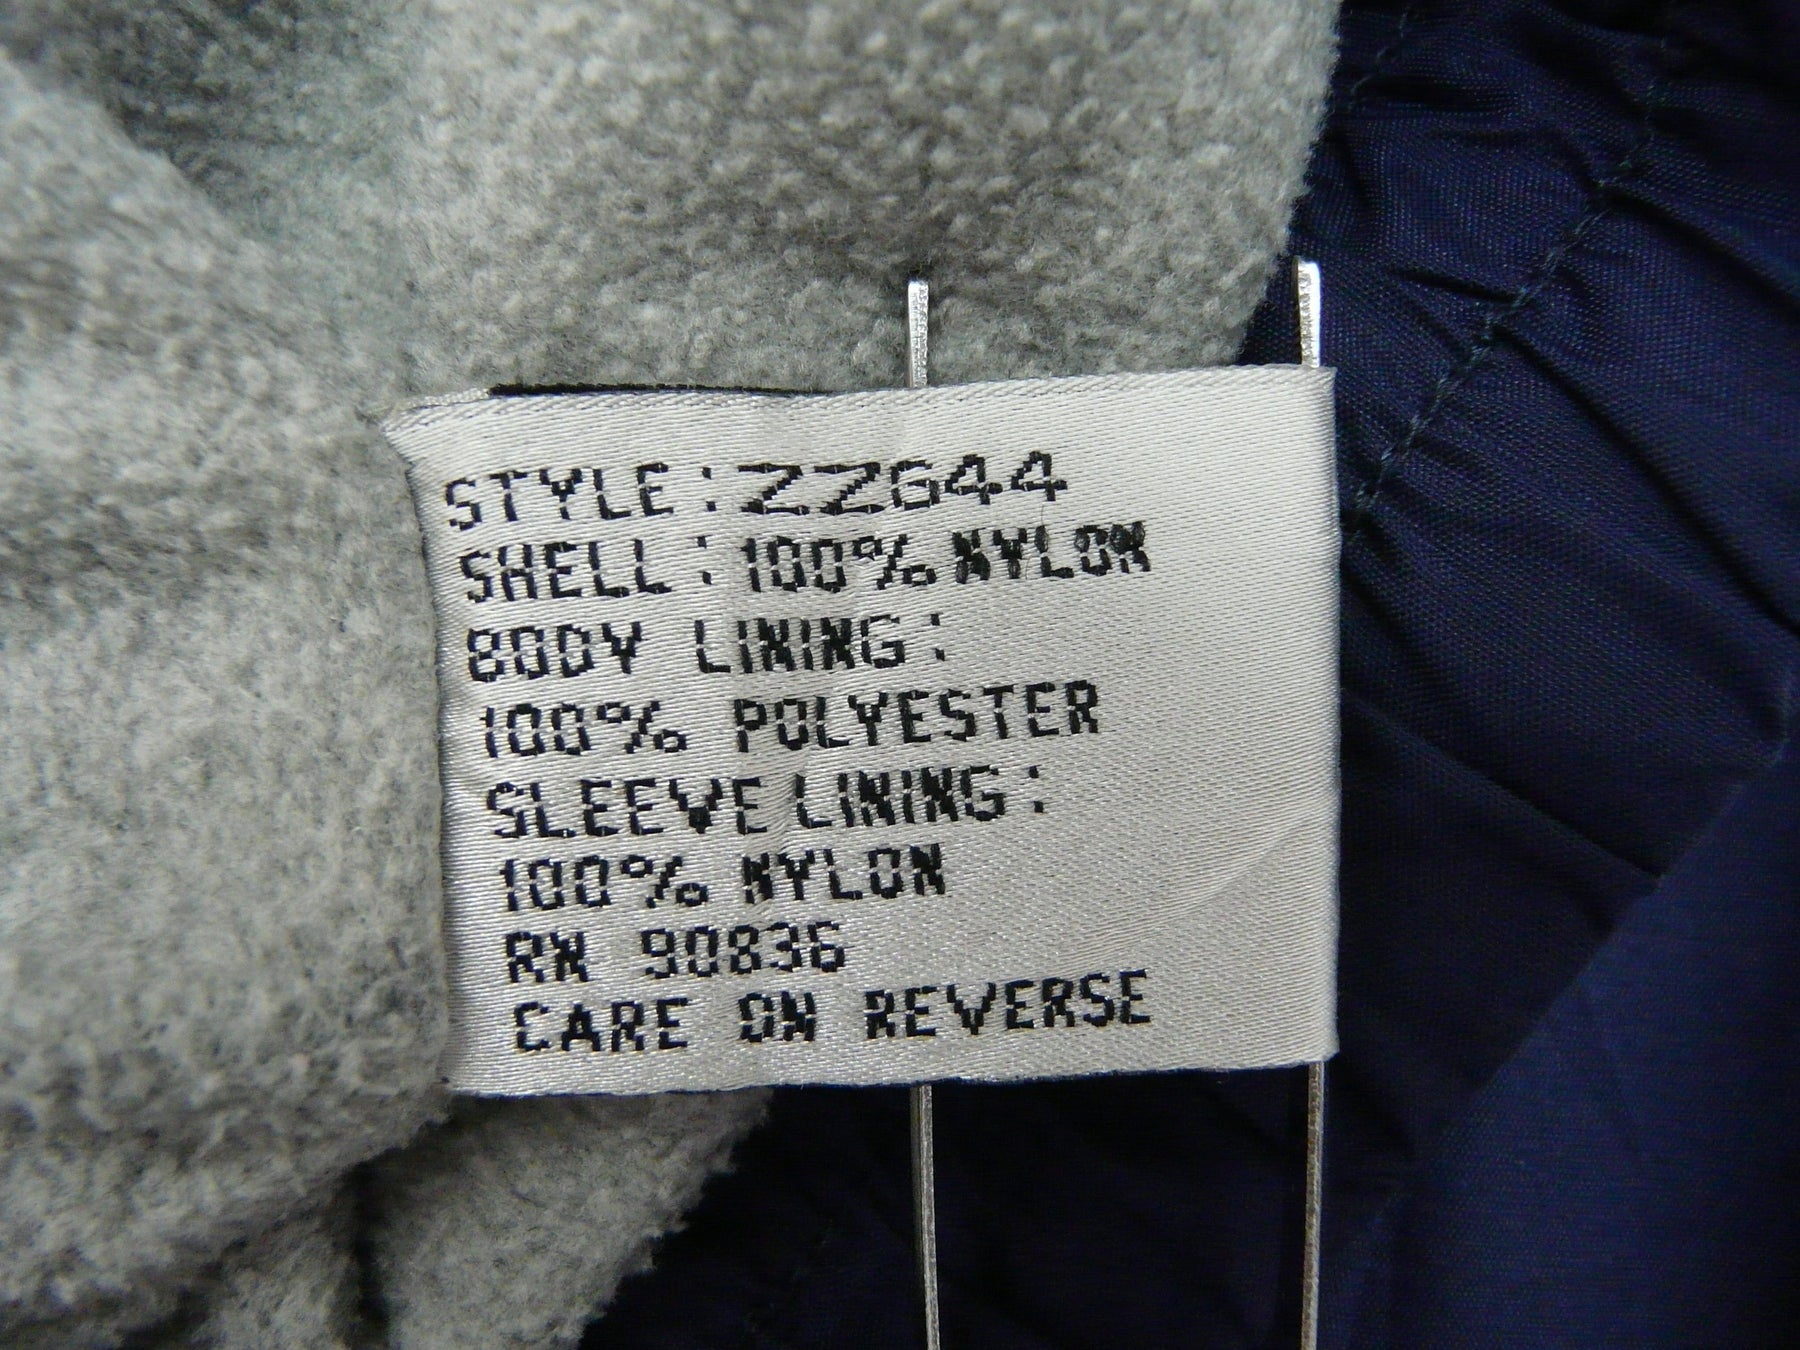 STYLE: ZZ644
SHELL: 100% NYLON
BODY LINING:
100% POLYESTER
SLEEVE LINING:
100% NYLON
RN 90836
CARE ON REVERSE